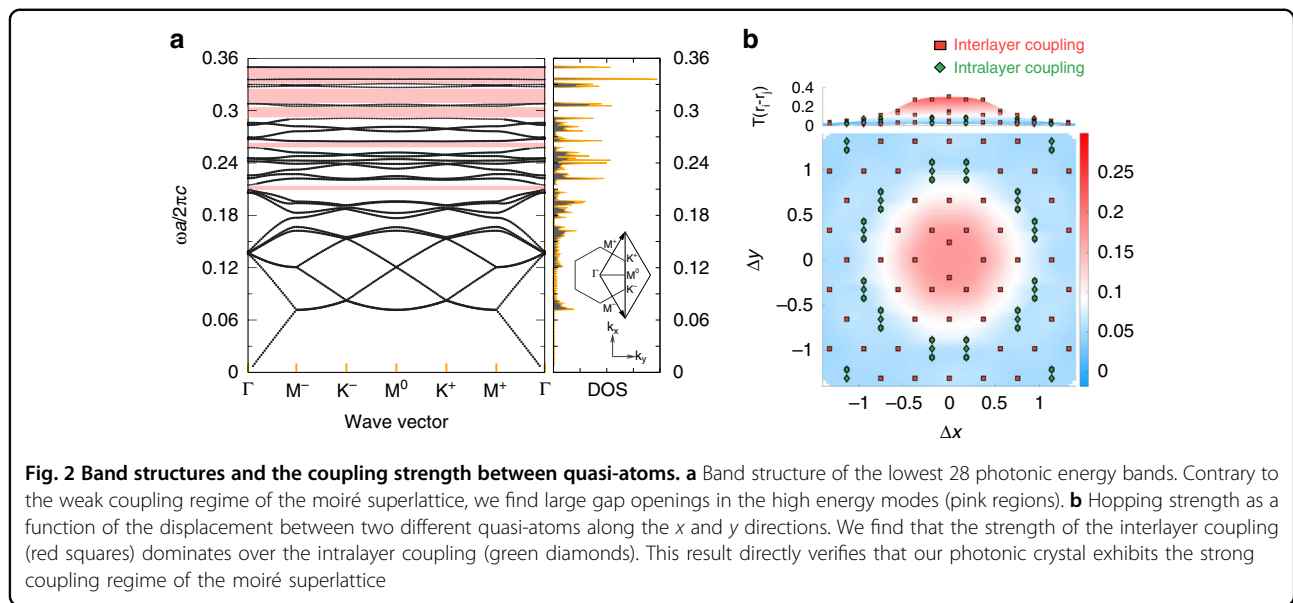 a
0.36
0.3
0.24
0.18
0.12
0.06
0
ωa/2πc
Γ M⁻ K⁻ M⁰ K⁺ M⁺ Γ
Wave vector
0.36
0.3
0.24
0.18
0.12
0.06
0
DOS
M⁺
K⁺
Γ
M⁰
K⁻
M⁻
kₓ
k_y
b
Interlayer coupling
Intralayer coupling
T(rᵢ-rⱼ)
0.4
0.2
0
1
0.5
0
−0.5
−1
Δy
−1 −0.5 0 0.5 1
Δx
0.25
0.2
0.15
0.1
0.05
0
Fig. 2 Band structures and the coupling strength between quasi-atoms. a Band structure of the lowest 28 photonic energy bands. Contrary to
the weak coupling regime of the moiré superlattice, we find large gap openings in the high energy modes (pink regions). b Hopping strength as a
function of the displacement between two different quasi-atoms along the x and y directions. We find that the strength of the interlayer coupling
(red squares) dominates over the intralayer coupling (green diamonds). This result directly verifies that our photonic crystal exhibits the strong
coupling regime of the moiré superlattice